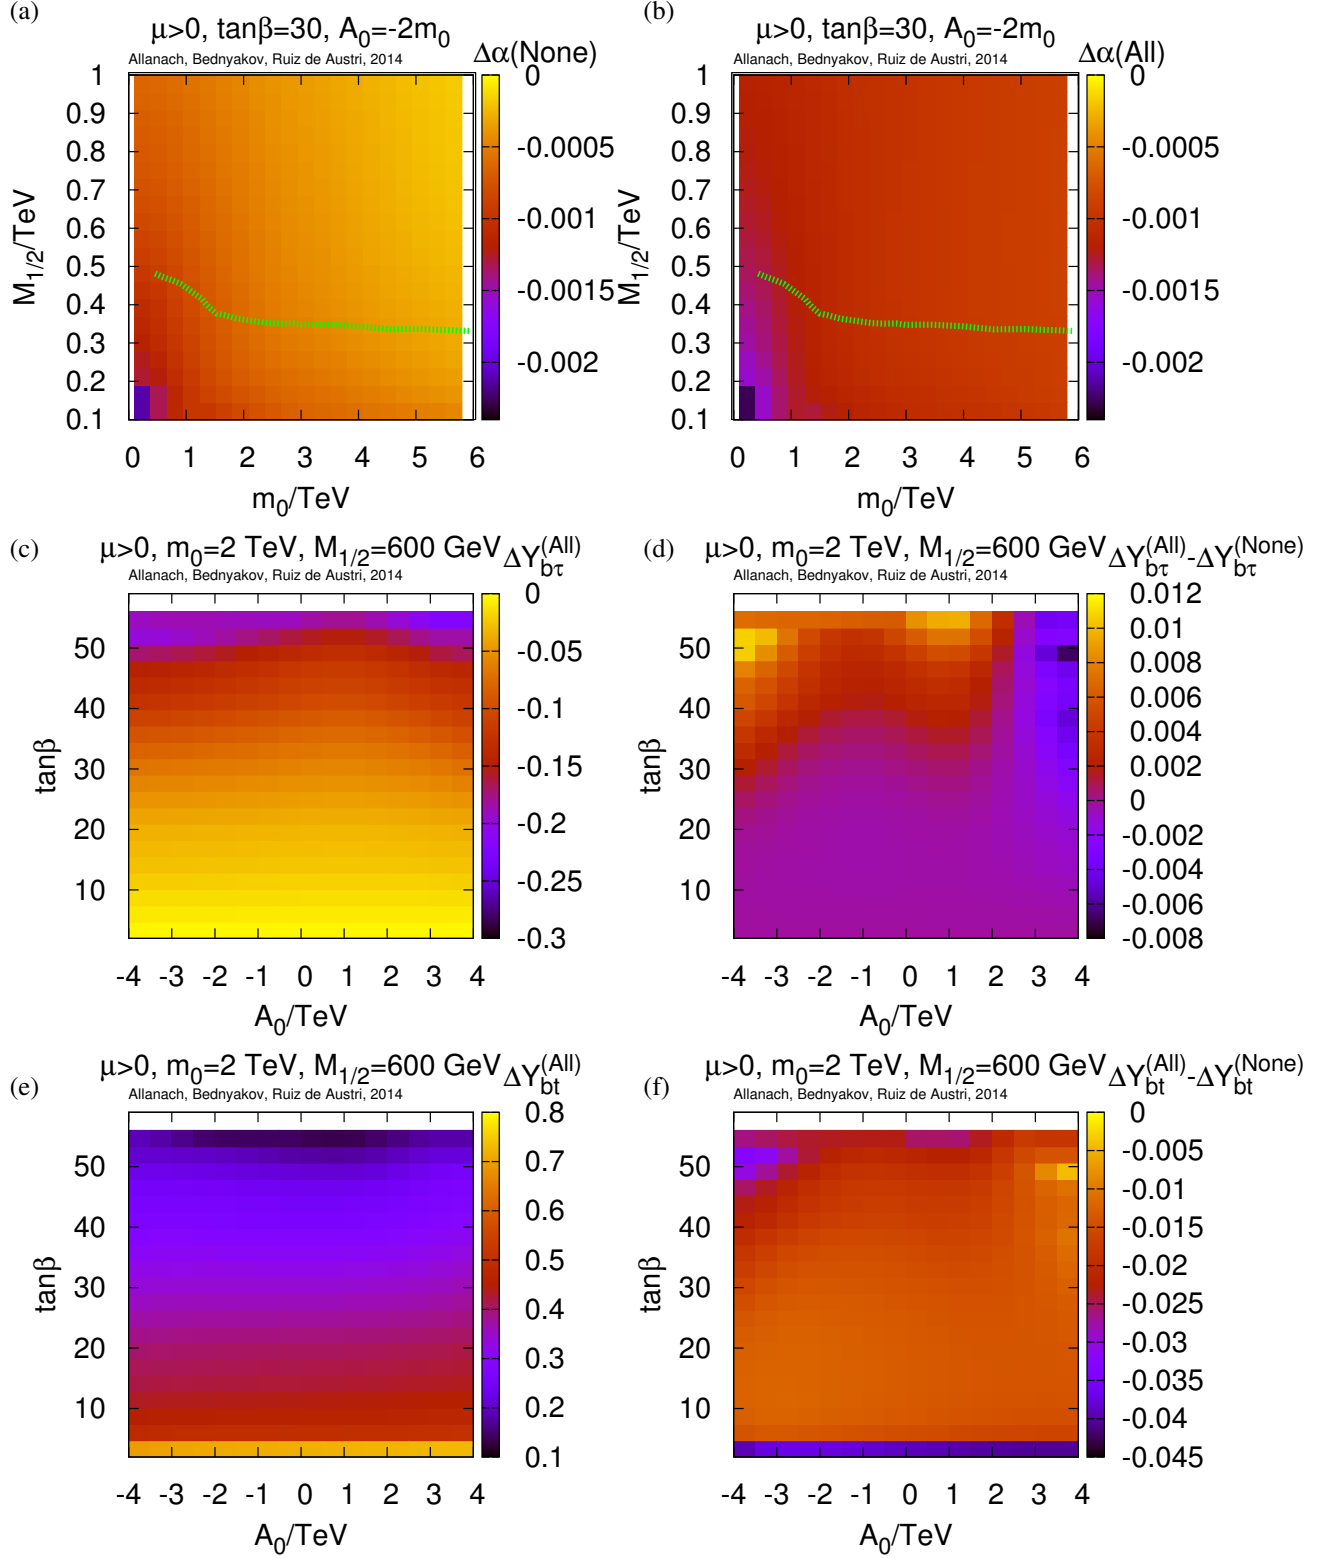 (a)
μ>0, tanβ=30, A0=-2m0
Allanach, Bednyakov, Ruiz de Austri, 2014
Δα(None)
M1/2/TeV
1
0.9
0.8
0.7
0.6
0.5
0.4
0.3
0.2
0.1
0 1 2 3 4 5 6
m0/TeV
0
-0.0005
-0.001
-0.0015
-0.002
(b)
μ>0, tanβ=30, A0=-2m0
Allanach, Bednyakov, Ruiz de Austri, 2014
Δα(All)
M1/2/TeV
1
0.9
0.8
0.7
0.6
0.5
0.4
0.3
0.2
0.1
0 1 2 3 4 5 6
m0/TeV
0
-0.0005
-0.001
-0.0015
-0.002
(c)
μ>0, m0=2 TeV, M1/2=600 GeV
ΔYbτ(All)
Allanach, Bednyakov, Ruiz de Austri, 2014
tanβ
50
40
30
20
10
-4 -3 -2 -1 0 1 2 3 4
A0/TeV
0
-0.05
-0.1
-0.15
-0.2
-0.25
-0.3
(d)
μ>0, m0=2 TeV, M1/2=600 GeV
ΔYbτ(All)-ΔYbτ(None)
Allanach, Bednyakov, Ruiz de Austri, 2014
tanβ
50
40
30
20
10
-4 -3 -2 -1 0 1 2 3 4
A0/TeV
0.012
0.01
0.008
0.006
0.004
0.002
0
-0.002
-0.004
-0.006
-0.008
(e)
μ>0, m0=2 TeV, M1/2=600 GeV
ΔYbt(All)
Allanach, Bednyakov, Ruiz de Austri, 2014
tanβ
50
40
30
20
10
-4 -3 -2 -1 0 1 2 3 4
A0/TeV
0.8
0.7
0.6
0.5
0.4
0.3
0.2
0.1
(f)
μ>0, m0=2 TeV, M1/2=600 GeV
ΔYbt(All)-ΔYbt(None)
Allanach, Bednyakov, Ruiz de Austri, 2014
tanβ
50
40
30
20
10
-4 -3 -2 -1 0 1 2 3 4
A0/TeV
0
-0.005
-0.01
-0.015
-0.02
-0.025
-0.03
-0.035
-0.04
-0.045